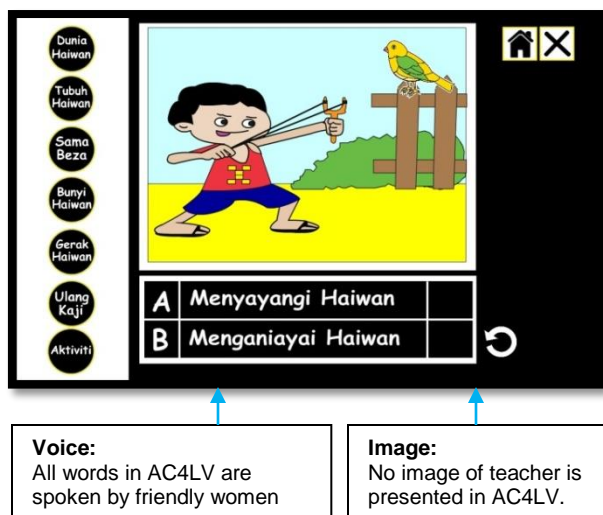 Dunia
Haiwan
Tubuh
Haiwan
Sama
Beza
Bunyi
Haiwan
Gerak
Haiwan
Ulang
Kaji
Aktiviti
A Menyayangi Haiwan
B Menganiayai Haiwan
Voice:
All words in AC4LV are
spoken by friendly women
Image:
No image of teacher is
presented in AC4LV.